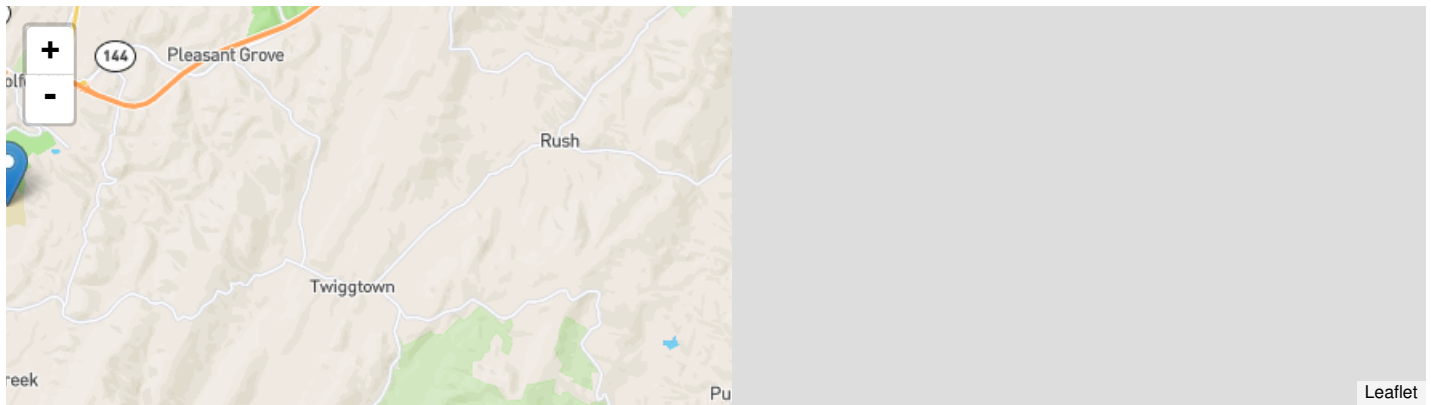 +
144
Pleasant Grove
-
Rush
Twiggtown
reek
Pu
Leaflet